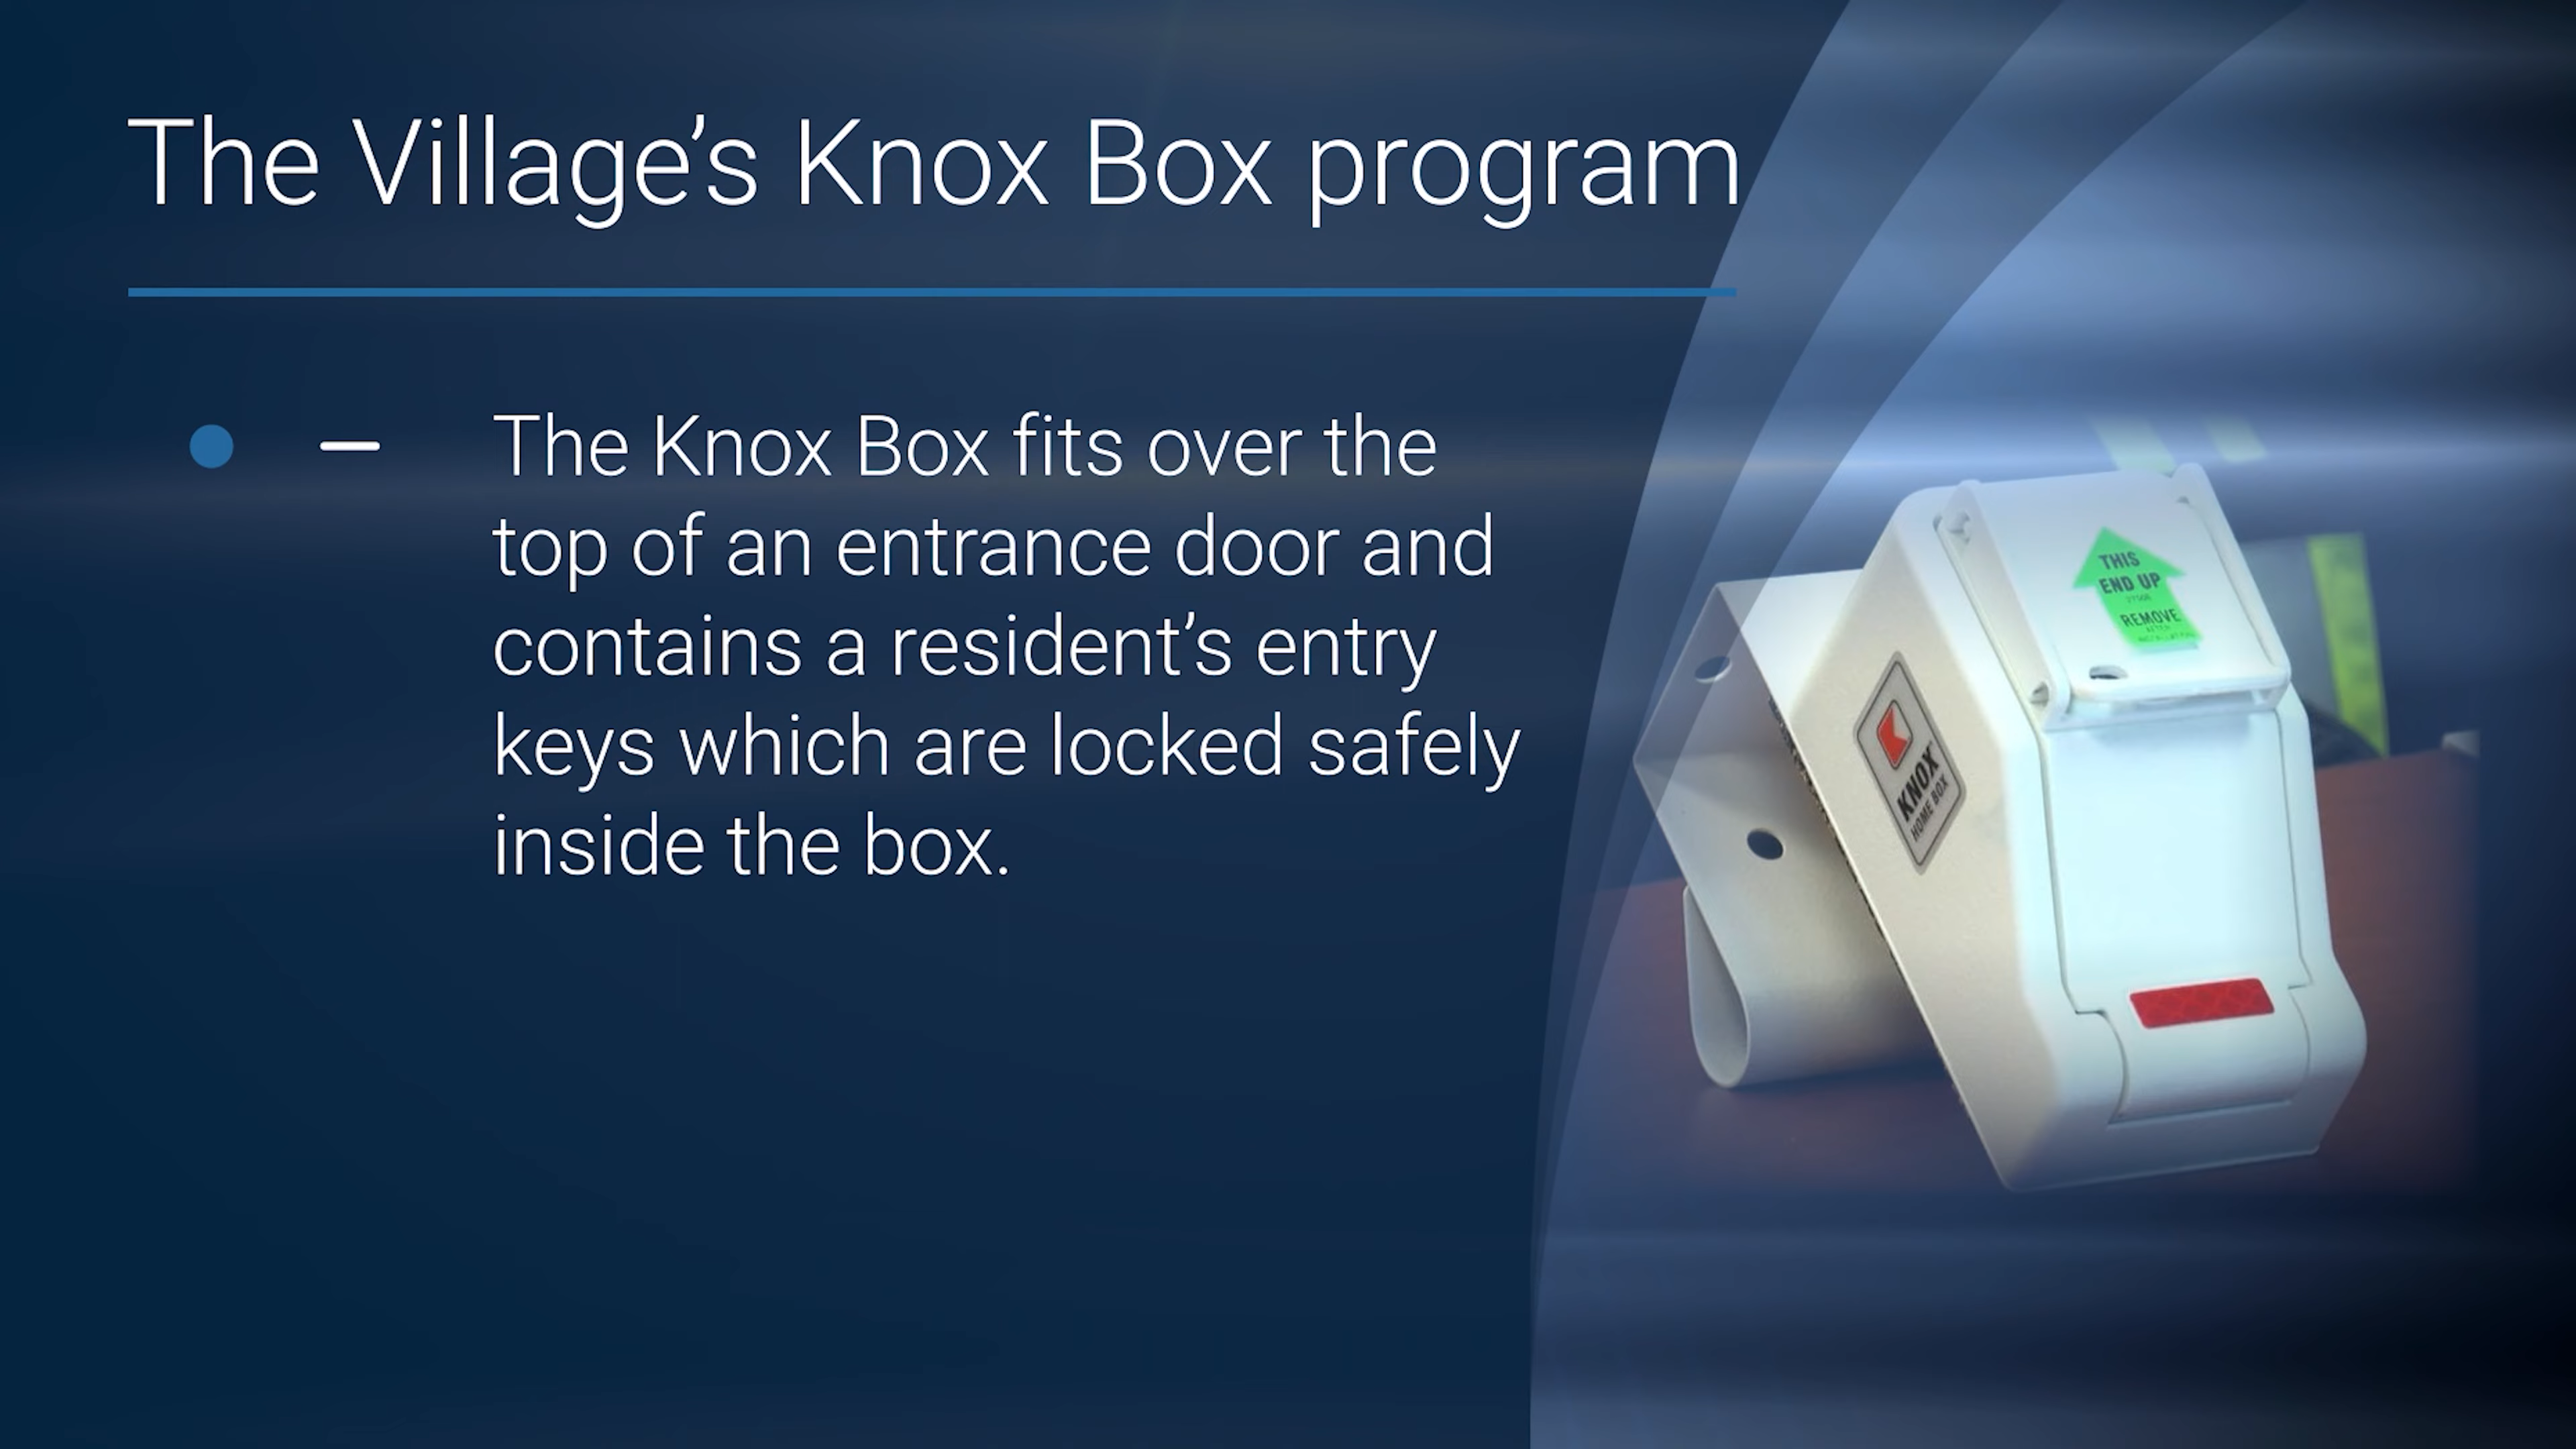 The Village’s Knox Box program
— The Knox Box fits over the
top of an entrance door and
contains a resident’s entry
keys which are locked safely
inside the box.
THIS
END UP
REMOVE
KNOX
HOME BOX